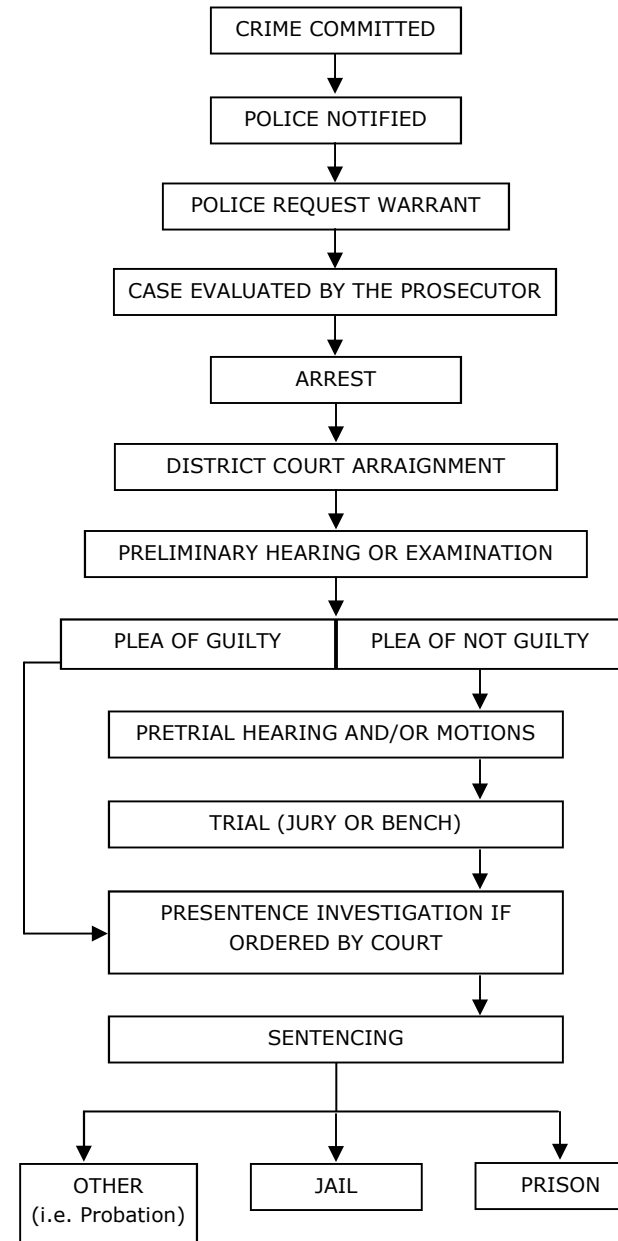 CRIME COMMITTED
POLICE NOTIFIED
POLICE REQUEST WARRANT
CASE EVALUATED BY THE PROSECUTOR
ARREST
DISTRICT COURT ARRAIGNMENT
PRELIMINARY HEARING OR EXAMINATION
PLEA OF GUILTY
PLEA OF NOT GUILTY
PRETRIAL HEARING AND/OR MOTIONS
TRIAL (JURY OR BENCH)
PRESENTENCE INVESTIGATION IF
ORDERED BY COURT
SENTENCING
OTHER
(i.e. Probation)
JAIL
PRISON